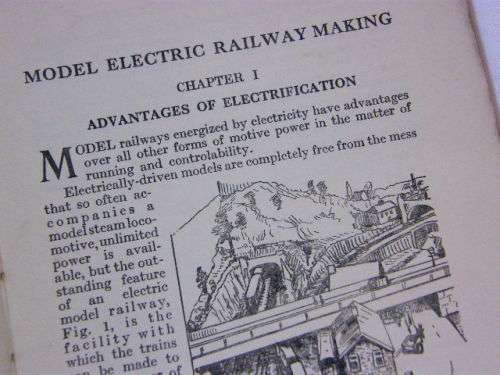 MODEL ELECTRIC RAILWAY MAKING
CHAPTER I
ADVANTAGES OF ELECTRIFICATION
MODEL railways energized by electricity have advantages
over all other forms of motive power in the matter of
running and controlability.
Electrically-driven models are completely free from the mess
that so often ac-
companies a
model steam loco-
motive, unlimited
power is avail-
able, but the out-
standing feature
of an electric
model railway,
Fig. 1, is the
facility with
which the trains
be made to
of